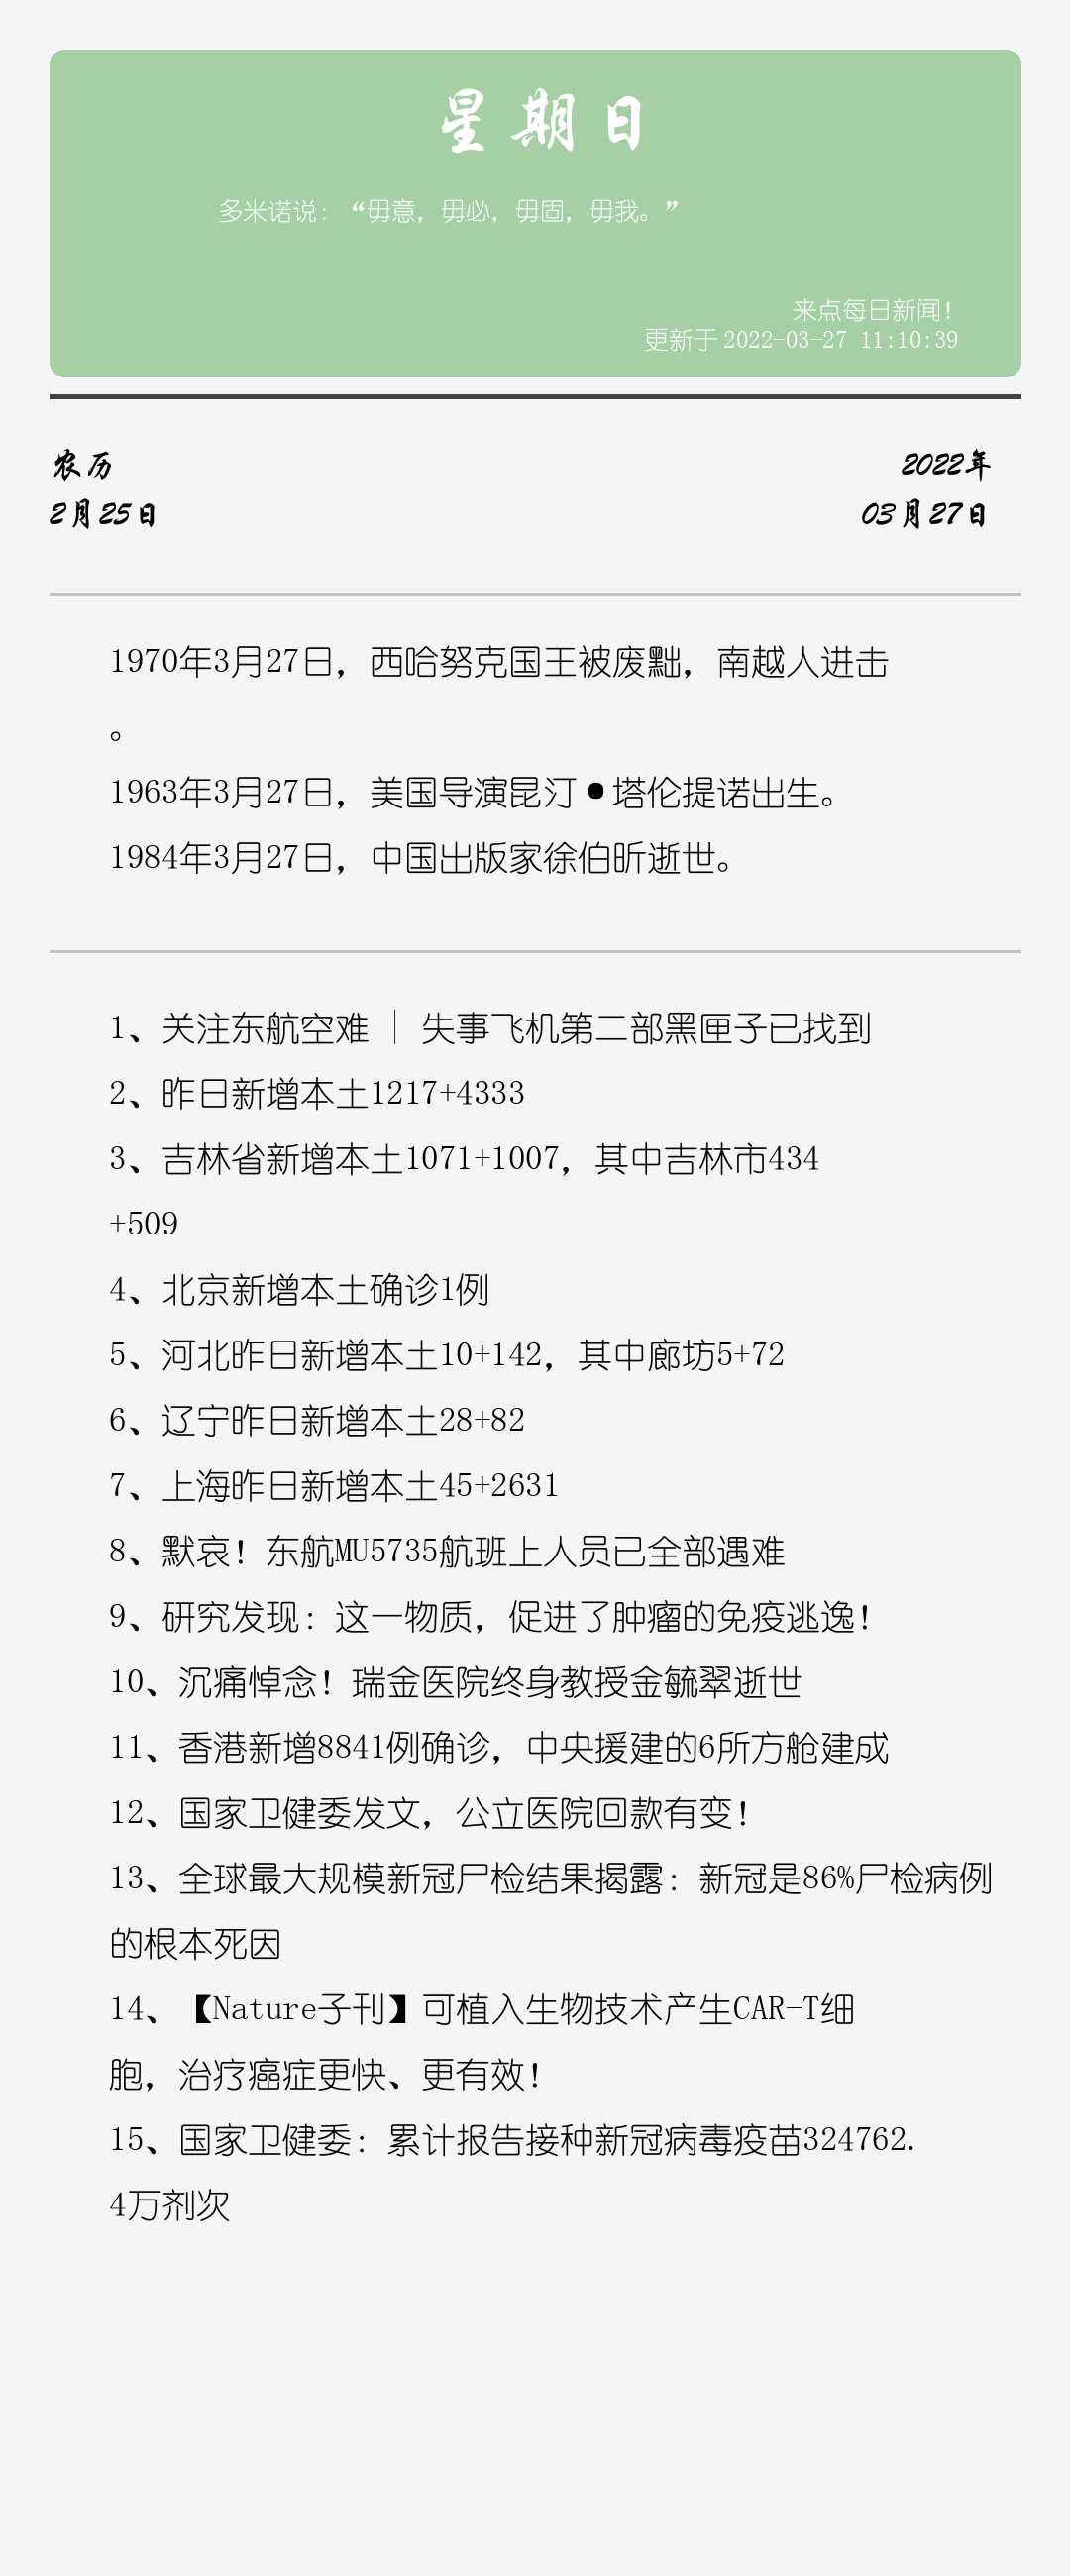 星期日
多米诺说：“毋意，毋必，毋固，毋我。”
来点每日新闻！
更新于2022-03-27 11:10:39
农历
2022年
2月25日
03月27日
1970年3月27日，西哈努克国王被废黜，南越人进击
。
1963年3月27日，美国导演昆汀•塔伦提诺出生。
1984年3月27日，中国出版家徐伯昕逝世。
1、关注东航空难｜失事飞机第二部黑匣子已找到
2、昨日新增本土1217+4333
3、吉林省新增本土1071+1007，其中吉林市434
+509
4、北京新增本土确诊1例
5、河北昨日新增本土10+142，其中廊坊5+72
6、辽宁昨日新增本土28+82
7、上海昨日新增本土45+2631
8、默哀！东航MU5735航班上人员已全部遇难
9、研究发现：这一物质，促进了肿瘤的免疫逃逸！
10、沉痛悼念！瑞金医院终身教授金毓翠逝世
11、香港新增8841例确诊，中央援建的6所方舱建成
12、国家卫健委发文，公立医院回款有变！
13、全球最大规模新冠尸检结果揭露：新冠是86%尸检病例
的根本死因
14、【Nature子刊】可植入生物技术产生CAR-T细
胞，治疗癌症更快、更有效！
15、国家卫健委：累计报告接种新冠病毒疫苗324762.
4万剂次